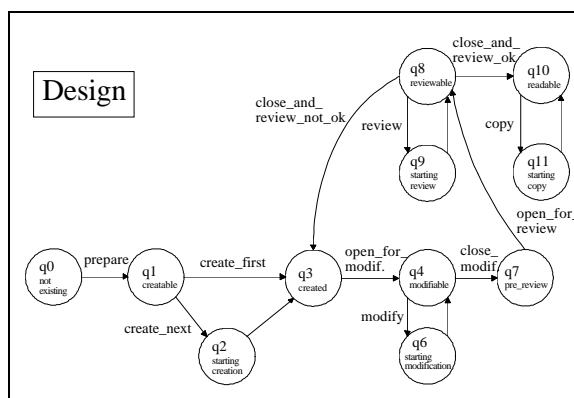 Design
close_and_
review_ok
q8
reviewable
q10
readable
close_and_
review_not_ok
review
copy
q9
starting
review
q11
starting
copy
open_for_
review
q0
not
existing
prepare
q1
creatable
create_first
q3
created
open_for_
modif.
q4
modifiable
close_
modif.
q7
pre_review
create_next
modify
q2
starting
creation
q6
starting
modification